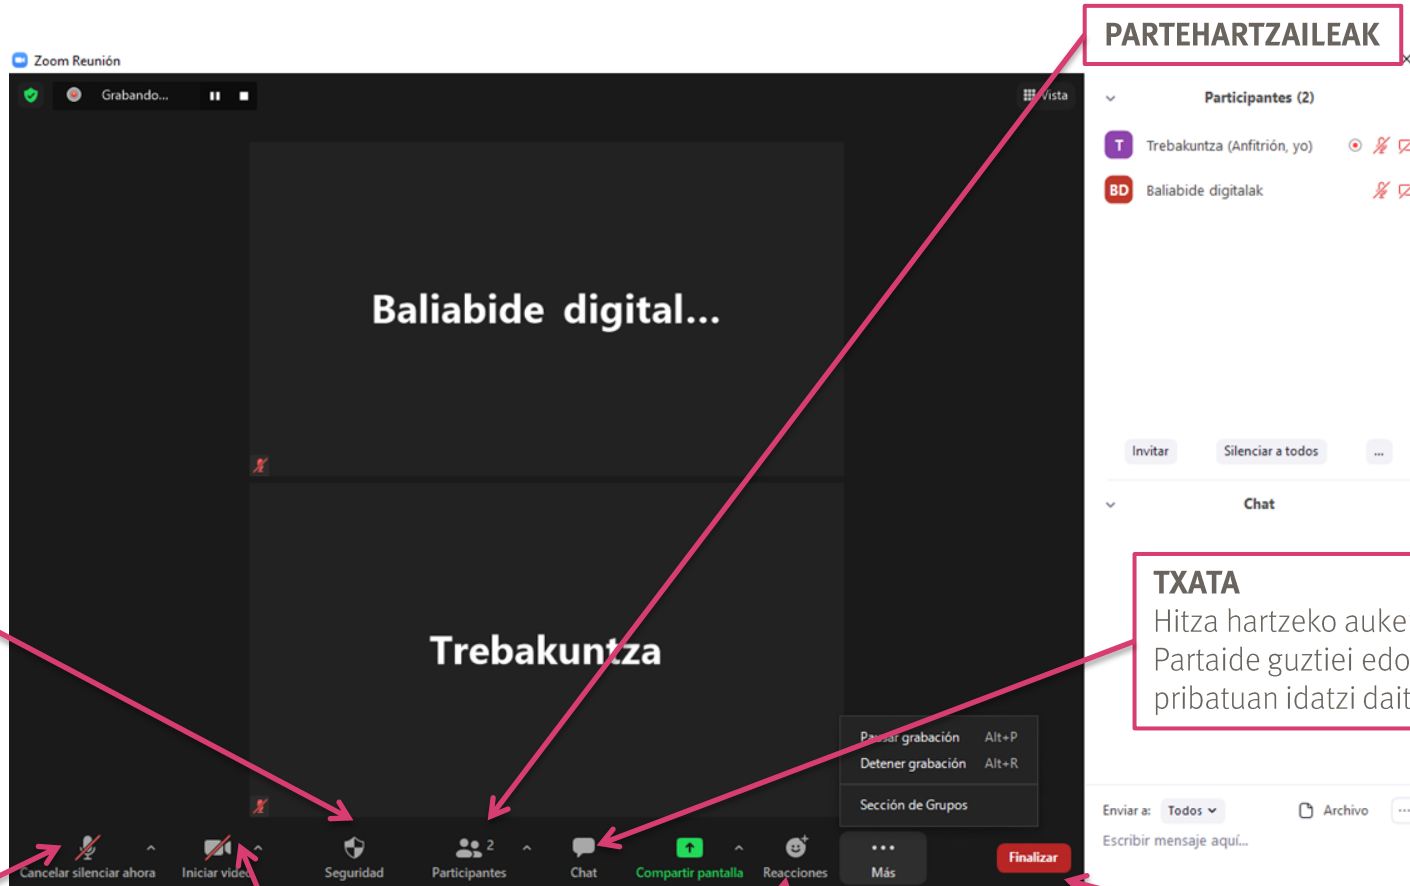 PARTEHARTZAILEAK
Zoom Reunión
Grabando...
Vista
Participantes (2)
T Trebakuntza (Anfitrión, yo)
BD Baliabide digitalak
Baliabide digital...
Invitar Silenciar a todos ...
Chat
TXATA
Hitza hartzeko auke
Partaide guztiei edo
pribatuan idatzi dait
Trebakuntza
Pausar grabación Alt+P
Detener grabación Alt+R
Sección de Grupos
Enviar a: Todos Archivo ...
Escribir mensaje aquí...
2
Cancelar silenciar ahora Iniciar video Seguridad Participantes Chat Compartir pantalla Reacciones Más Finalizar